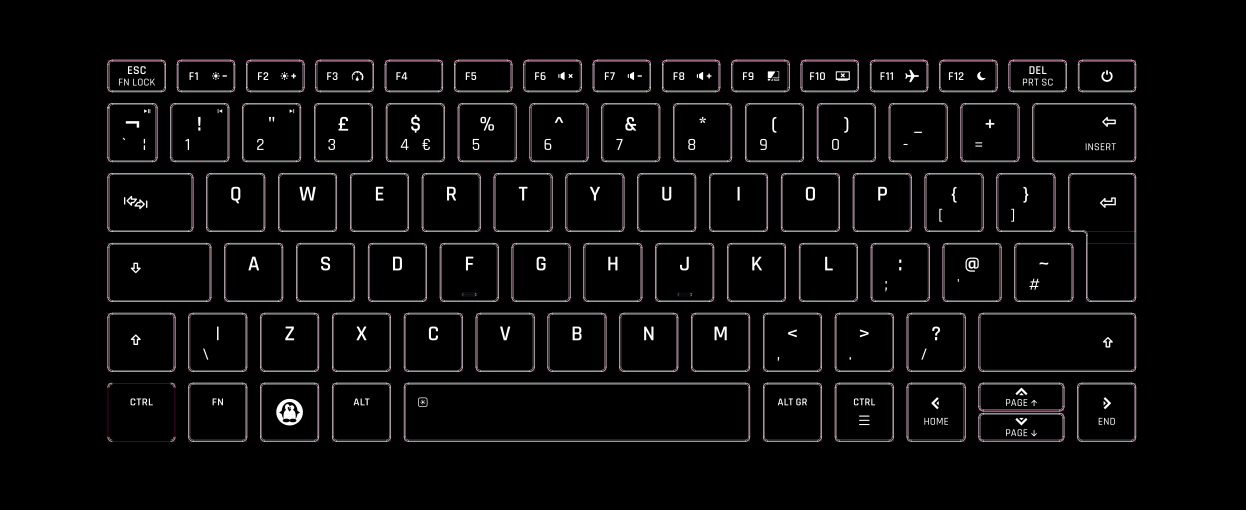 ESC F1 F2 F3 F4 F5 F6 F7 F8 F9 F10 F11 F12 DEL
FN LOCK PRT SC
¬ ! " £ $ % ^ & * ( ) _ +
` ¦ 1 2 3 4 € 5 6 7 8 9 0 - = INSERT
Q W E R T Y U I O P { }
[ ]
A S D F G H J K L : @ ~
; ' #
| Z X C V B N M < > ?
\ , . /
CTRL FN ALT ALT GR CTRL PAGE ↑
HOME PAGE ↓ END